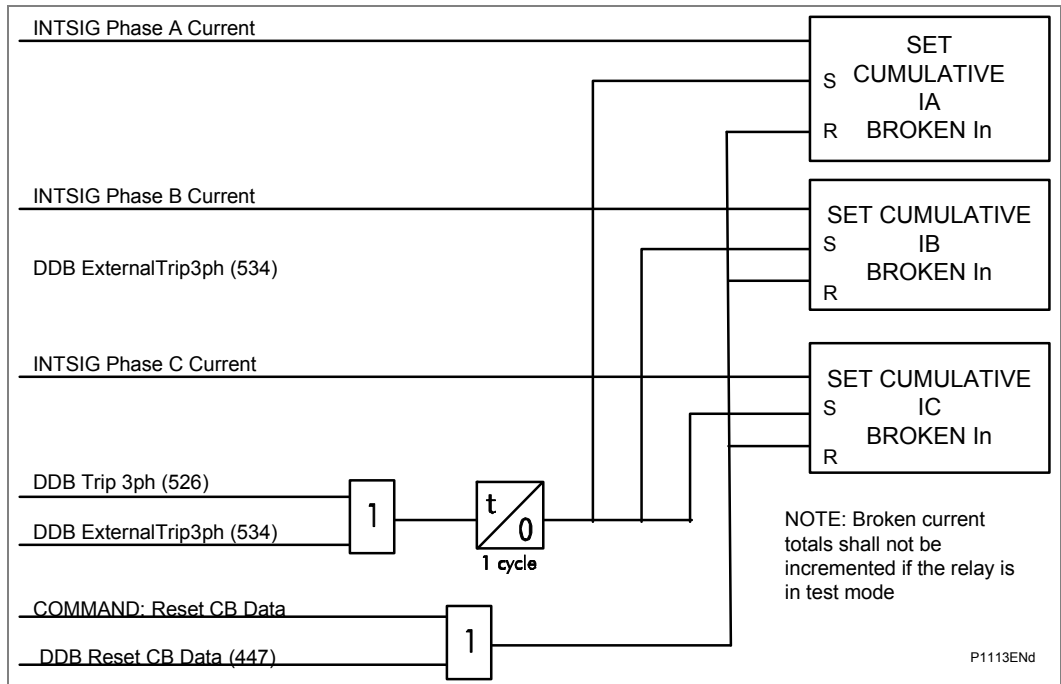 INTSIG Phase A Current
SET
CUMULATIVE
S
IA
R
BROKEN In
INTSIG Phase B Current
SET CUMULATIVE
S
IB
BROKEN In
R
DDB ExternalTrip3ph (534)
INTSIG Phase C Current
SET CUMULATIVE
S
IC
BROKEN In
R
DDB Trip 3ph (526)
DDB ExternalTrip3ph (534)
1
t
0
1 cycle
NOTE: Broken current
totals shall not be
incremented if the relay is
in test mode
COMMAND: Reset CB Data
DDB Reset CB Data (447)
1
P1113ENd